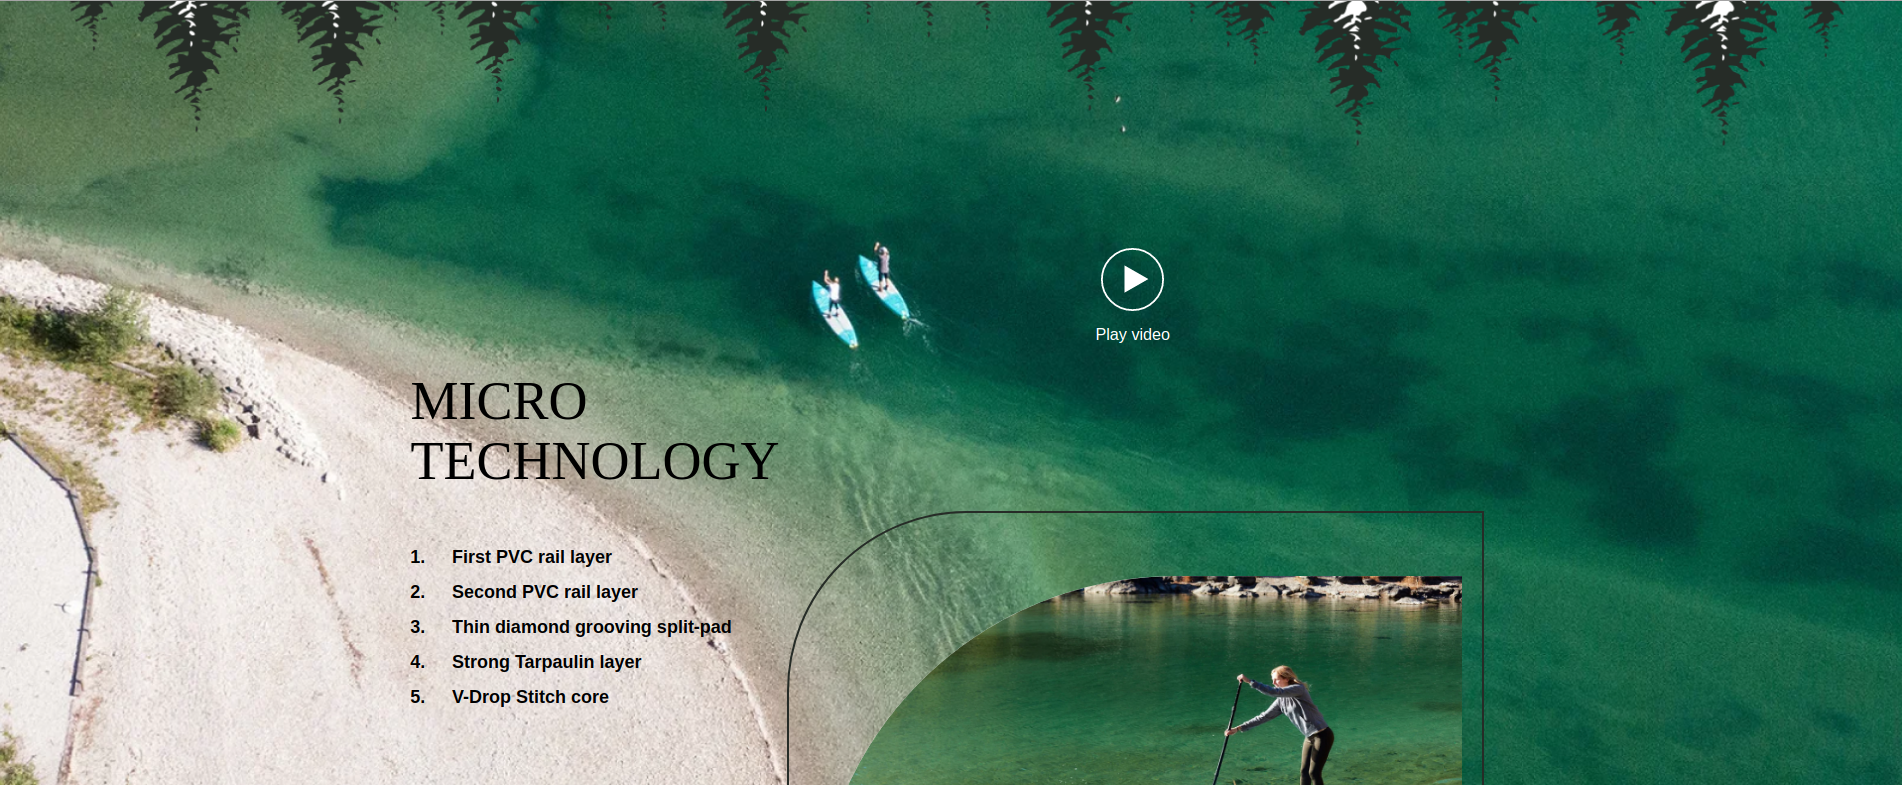 Play video
MICRO
TECHNOLOGY
1. First PVC rail layer
2. Second PVC rail layer
3. Thin diamond grooving split-pad
4. Strong Tarpaulin layer
5. V-Drop Stitch core